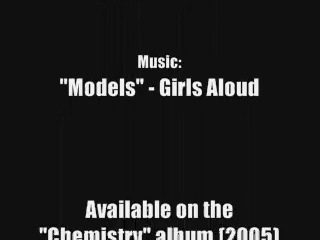 Music:
"Models" - Girls Aloud
Available on the
"Chemistry" album (2005)